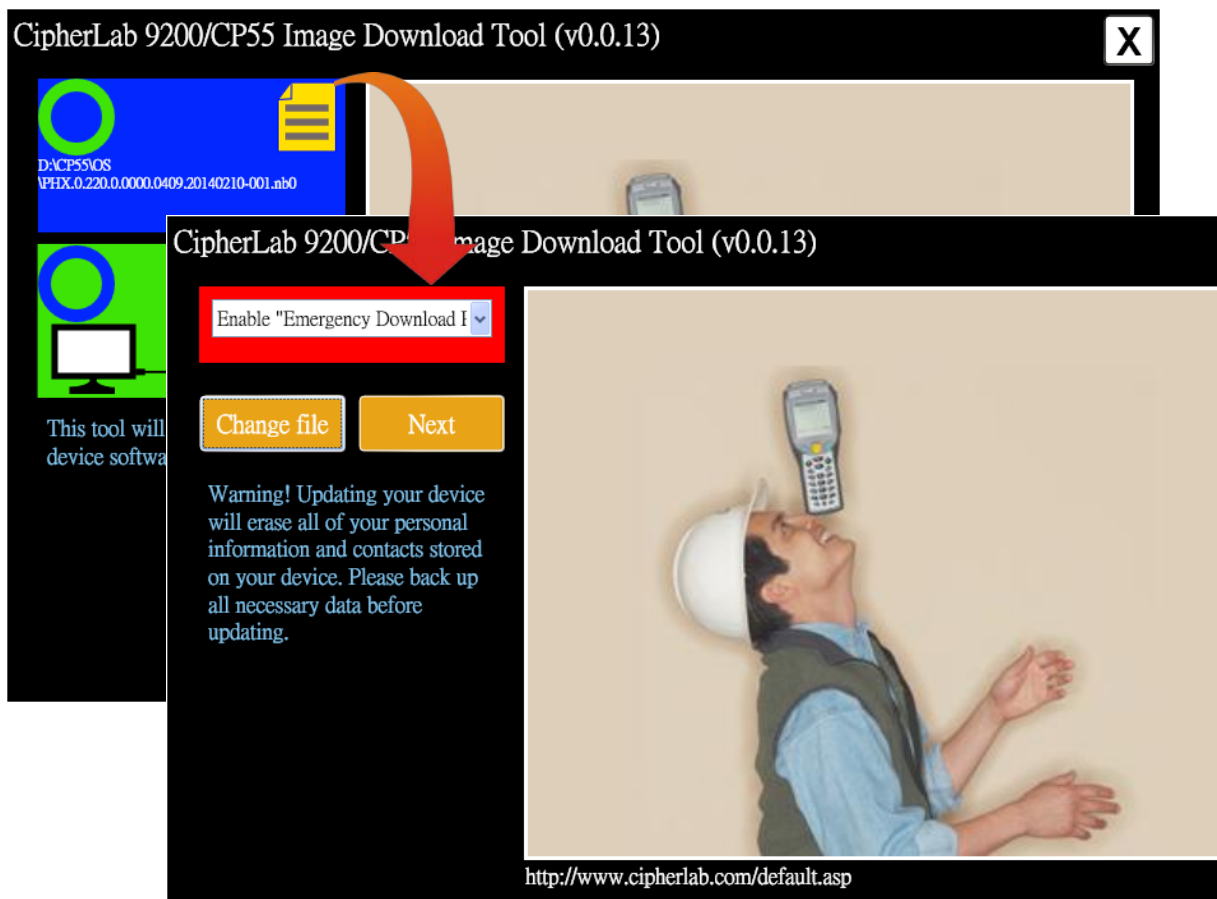 CipherLab 9200/CP55 Image Download Tool (v0.0.13)
X
D:\CP55\OS
\PHX.0.220.0.0000.0409.20140210-001.nb0
This tool will
device softwa
CipherLab 9200/CP mage Download Tool (v0.0.13)
Enable "Emergency Download
Change file
Next
Warning! Updating your device
will erase all of your personal
information and contacts stored
on your device. Please back up
all necessary data before
updating.
http://www.cipherlab.com/default.asp